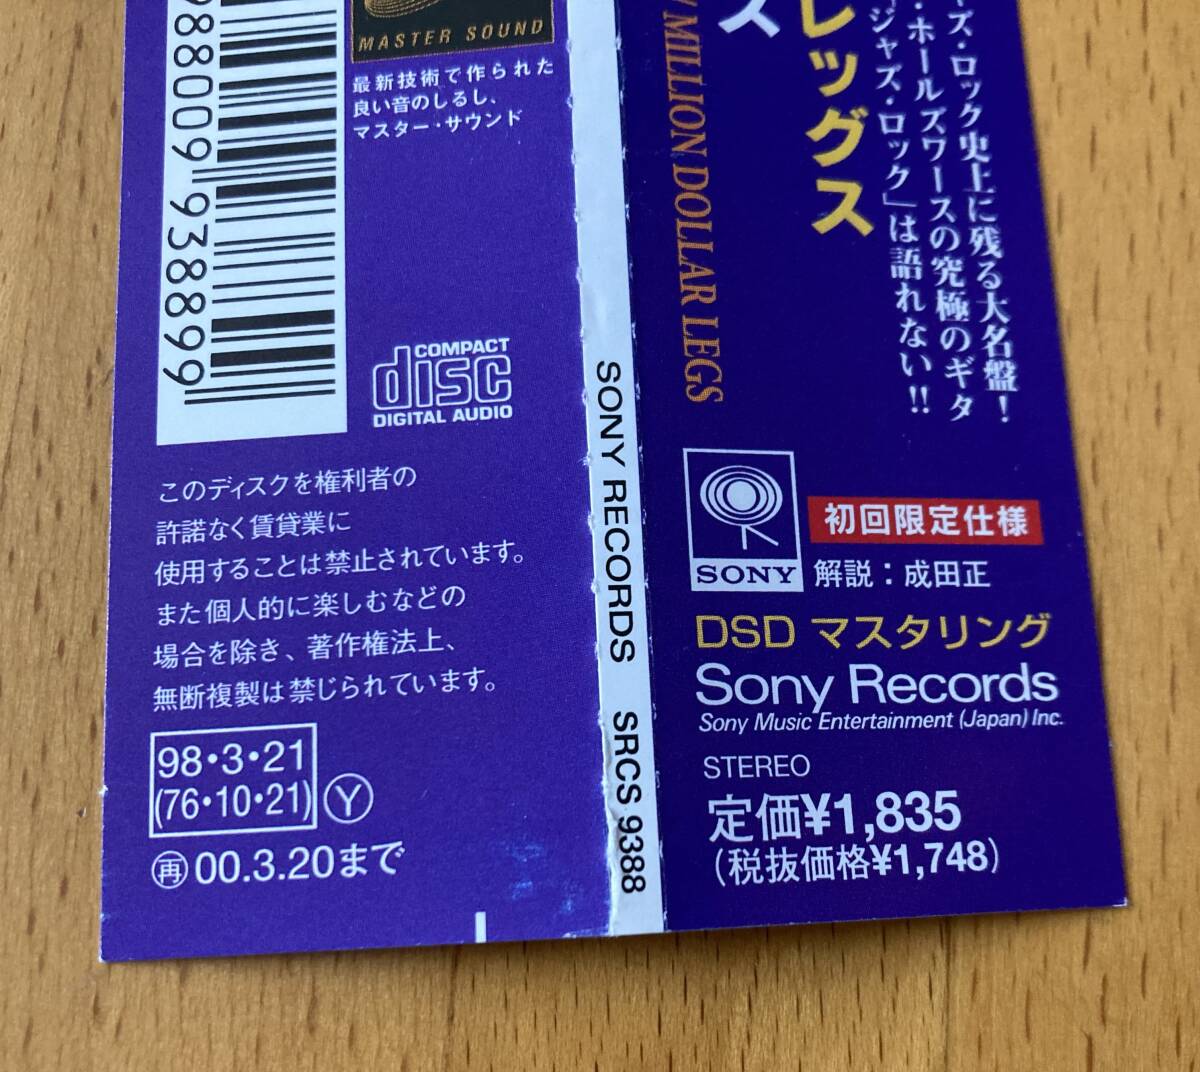 988009 938899
MASTER SOUND
最新技術で作られた
良い音のしるし、
マスター・サウンド
COMPACT
disc
DIGITAL AUDIO
このディスクを権利者の
許諾なく賃貸業に
使用することは禁止されています。
また個人的に楽しむなどの
場合を除き、著作権法上、
無断複製は禁じられています。
98・3・21
(76・10・21)
Y
再 00.3.20まで
SONY RECORDS SRCS 9388
ズ・ロック史上に残る大名盤!
・ホールズワースの究極のギタ
ジャズ・ロック」は語れない!!
レッグス
ス
MILLION DOLLAR LEGS
SONY
初回限定仕様
解説：成田正
DSD マスタリング
Sony Records
Sony Music Entertainment (Japan) Inc.
STEREO
定価¥1,835
(税抜価格¥1,748)